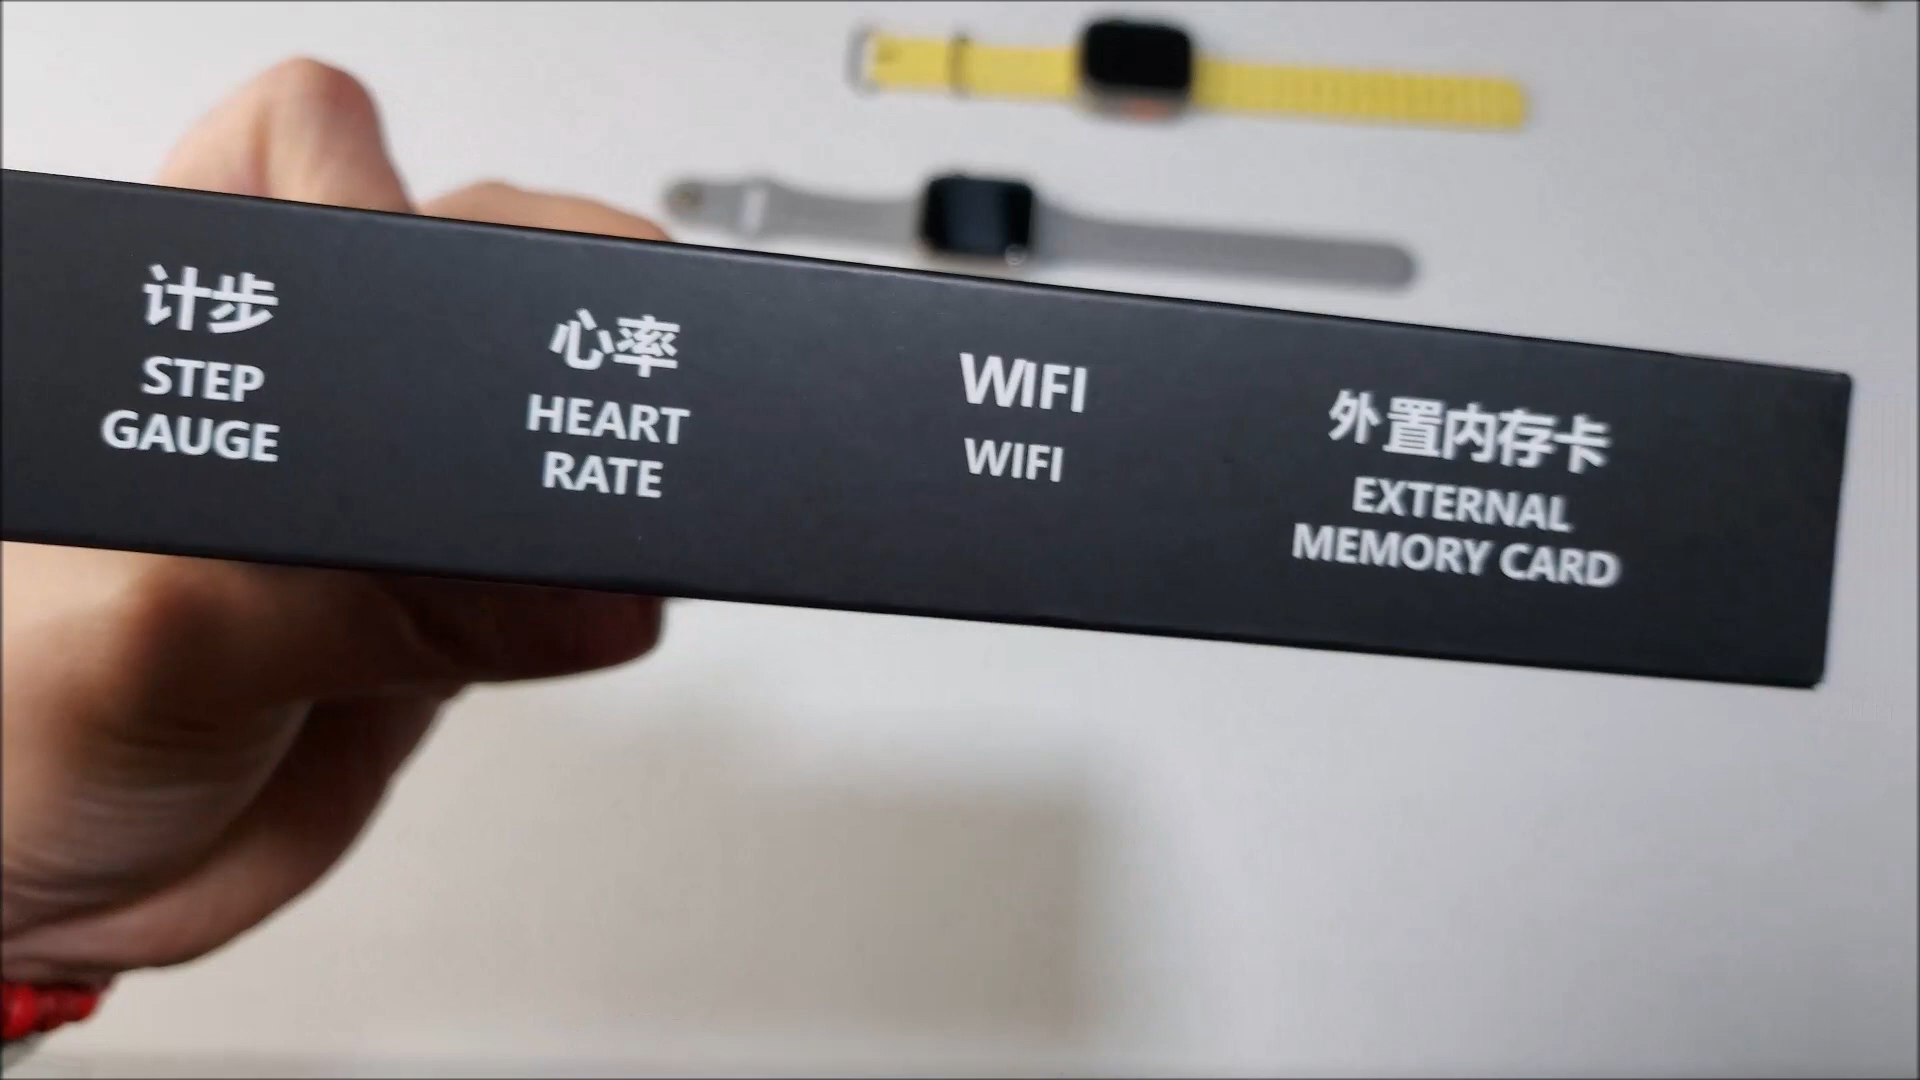 计步
STEP
GAUGE
心率
HEART
RATE
WIFI
WIFI
外置内存卡
EXTERNAL
MEMORY CARD